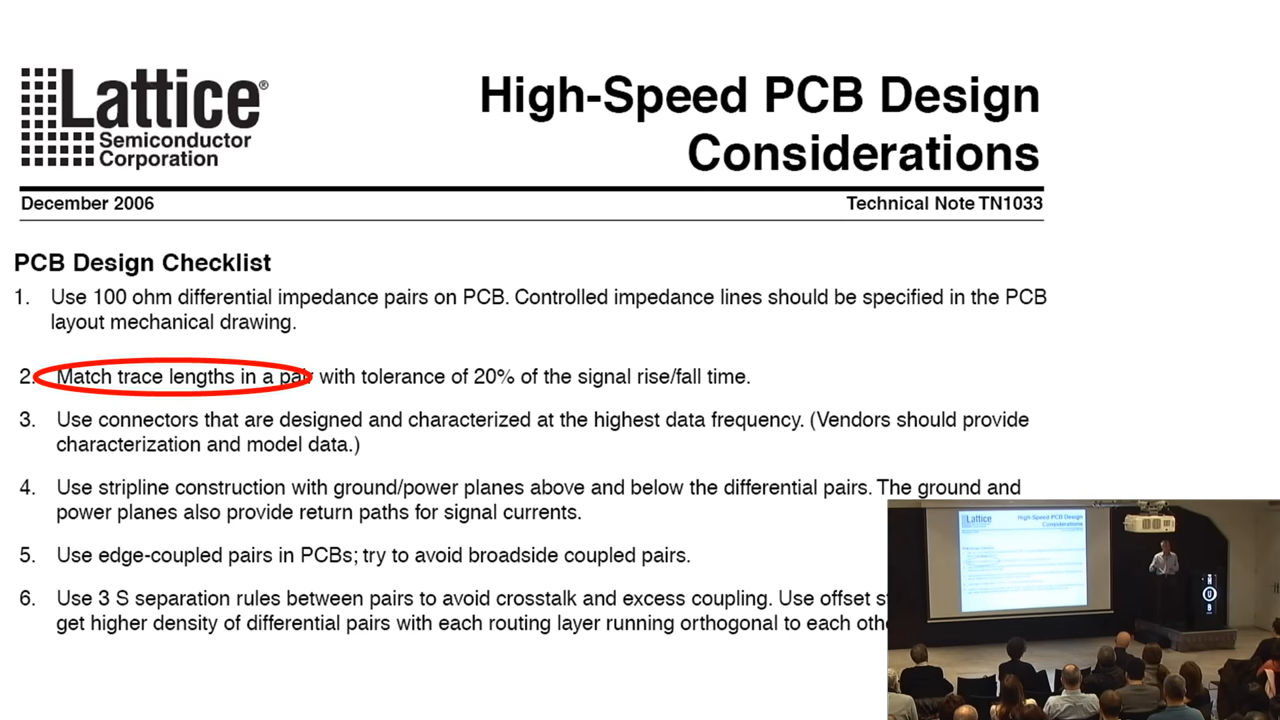 Lattice®
Semiconductor
Corporation
High-Speed PCB Design
Considerations
December 2006
Technical Note TN1033
PCB Design Checklist
1. Use 100 ohm differential impedance pairs on PCB. Controlled impedance lines should be specified in the PCB
layout mechanical drawing.
2. Match trace lengths in a pair with tolerance of 20% of the signal rise/fall time.
3. Use connectors that are designed and characterized at the highest data frequency. (Vendors should provide
characterization and model data.)
4. Use stripline construction with ground/power planes above and below the differential pairs. The ground and
power planes also provide return paths for signal currents.
5. Use edge-coupled pairs in PCBs; try to avoid broadside coupled pairs.
6. Use 3 S separation rules between pairs to avoid crosstalk and excess coupling. Use offset
get higher density of differential pairs with each routing layer running orthogonal to each
Lattice
High-Speed PCB Design
Considerations